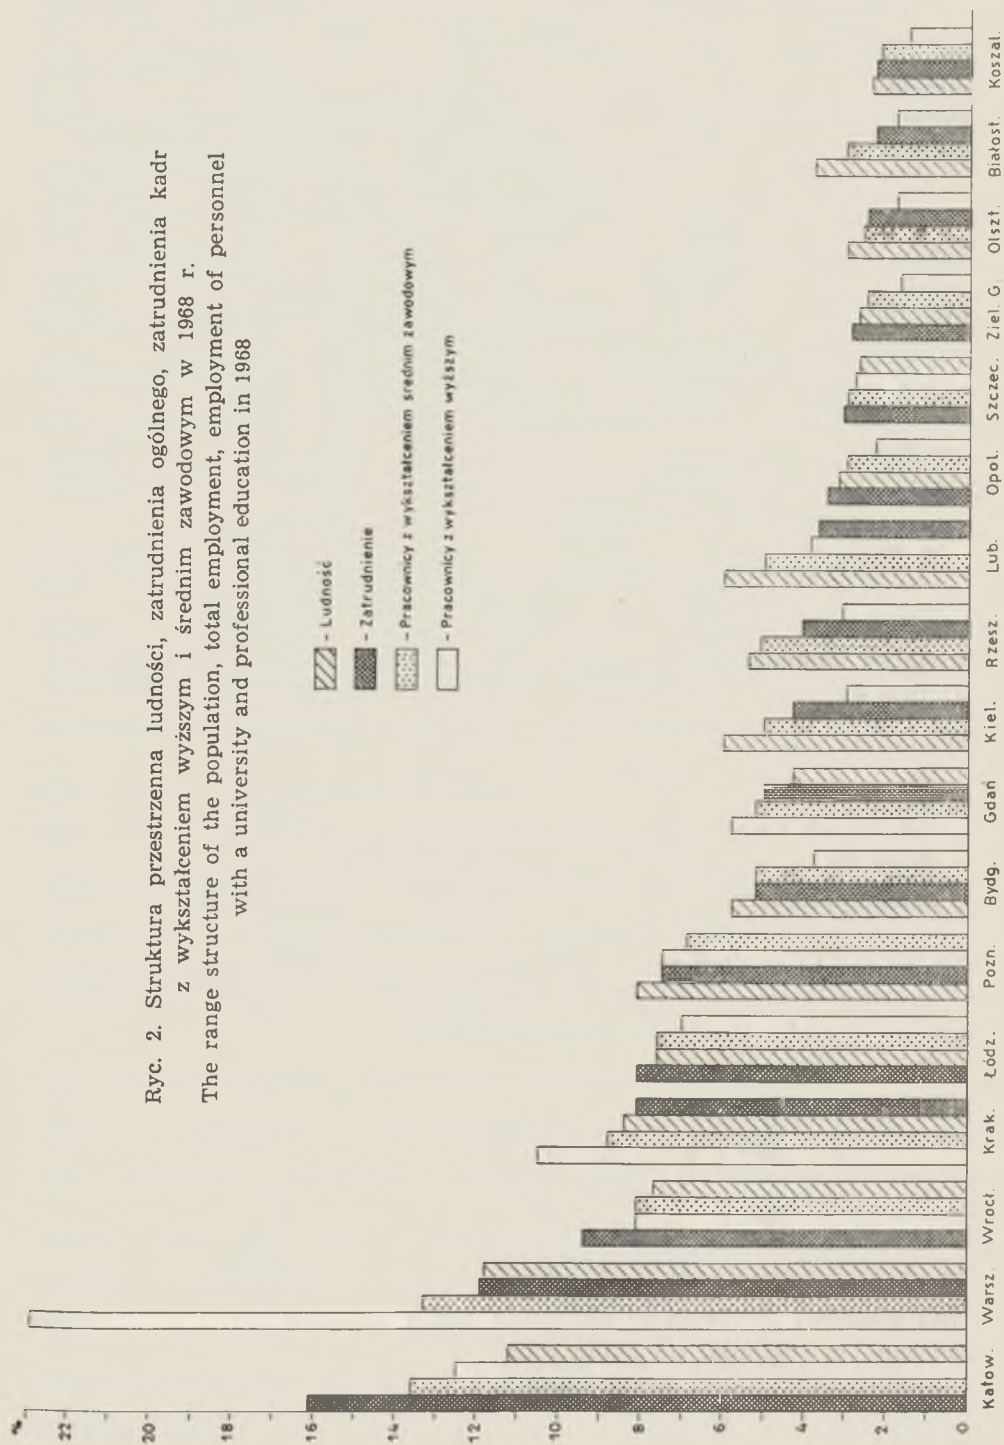 Ryc. 2. Struktura przestrzenna ludności, zatrudnienia ogólnego, zatrudnienia kadr
z wykształceniem wyższym i średnim zawodowym w 1968 r.
The range structure of the population, total employment, employment of personnel
with a university and professional education in 1968
- Ludność
- Zatrudnienie
- Pracownicy z wykształceniem średnim zawodowym
- Pracownicy z wykształceniem wyższym
%
22
20
18
16
14
12
10
8
6
4
2
0
Katow. Warsz. Wrocł. Krak. Łódz. Pozn. Bydg. Gdań Kiel. Rzesz. Lub. Opol. Szczec. Ziel. G. Olszt. Białost. Koszal.